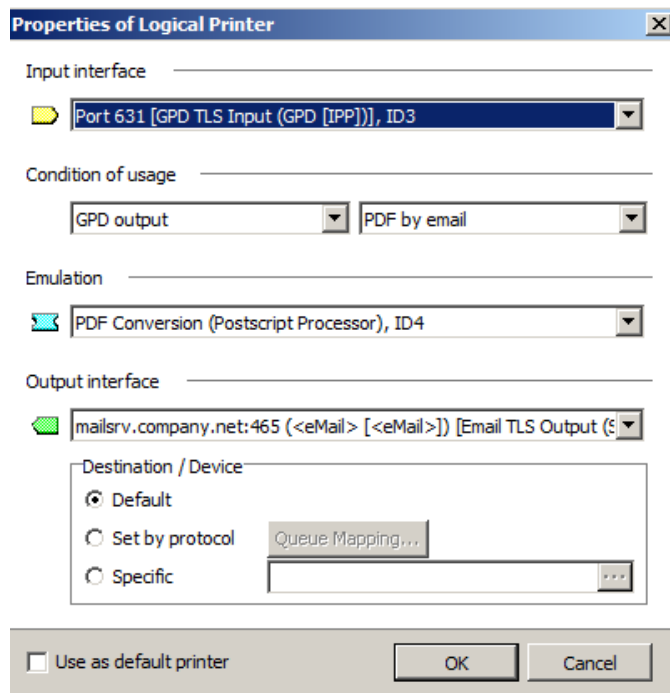 Properties of Logical Printer
Input interface
Port 631 [GPD TLS Input (GPD [IPP])], ID3
Condition of usage
GPD output PDF by email
Emulation
PDF Conversion (Postscript Processor), ID4
Output interface
mailsrv.company.net:465 (<eMail> [<eMail>]) [Email TLS Output (S
Destination / Device
Default
Set by protocol Queue Mapping...
Specific ...
Use as default printer OK Cancel